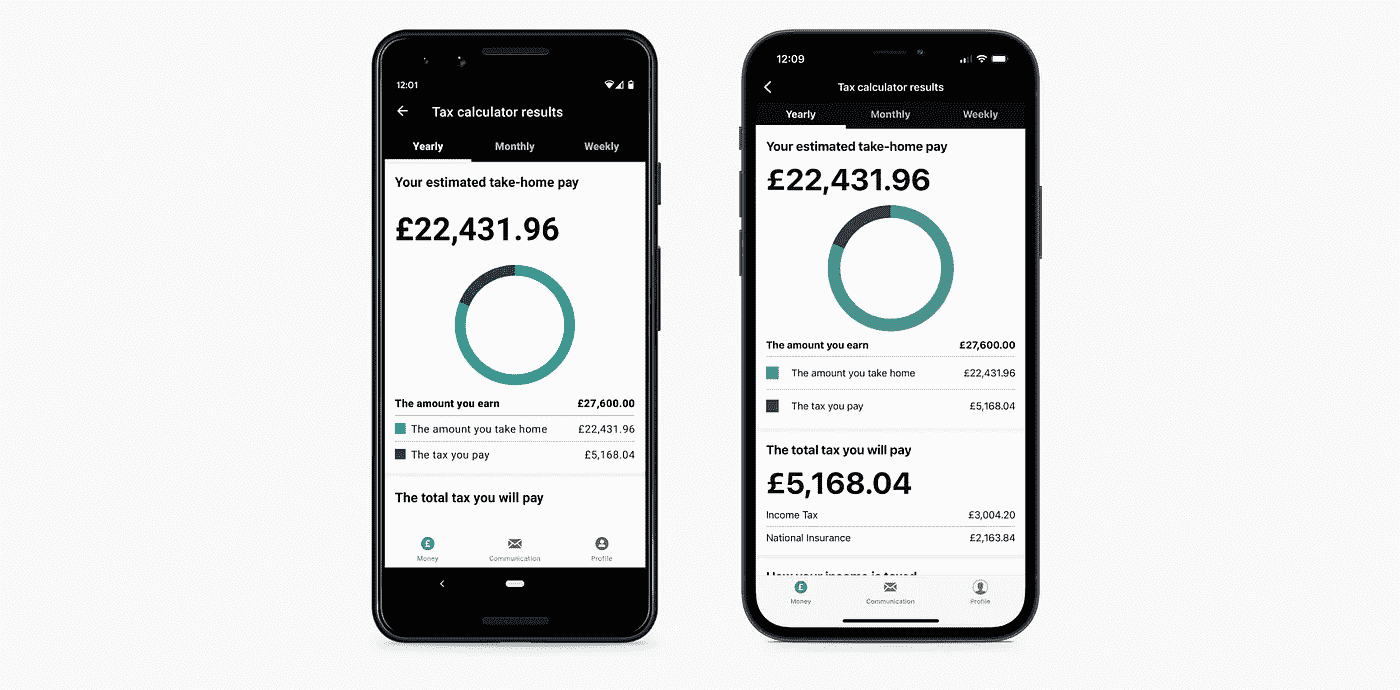 12:01
Tax calculator results
Yearly Monthly Weekly
Your estimated take-home pay
£22,431.96
The amount you earn £27,600.00
The amount you take home £22,431.96
The tax you pay £5,168.04
The total tax you will pay
£
Money Communication Profile
12:09
Tax calculator results
Yearly Monthly Weekly
Your estimated take-home pay
£22,431.96
The amount you earn £27,600.00
The amount you take home £22,431.96
The tax you pay £5,168.04
The total tax you will pay
£5,168.04
Income Tax £3,004.20
National Insurance £2,163.84
How your income is taxed
£
Money Communication Profile